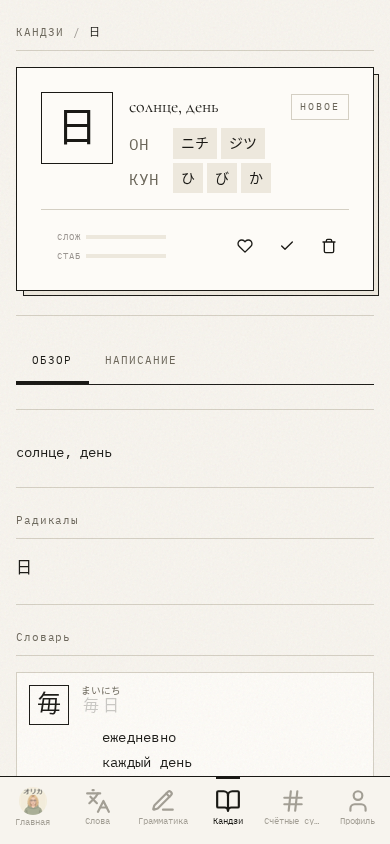 КАНДЗИ / 日
日
солнце, день
НОВОЕ
ОН ニチ ジツ
КУН ひ び か
СЛОЖ
СТАБ
ОБЗОР НАПИСАНИЕ
солнце, день
Радикалы
日
Словарь
毎
まいにち
毎日
ежедневно
каждый день
オリカ
Главная Слова Грамматика Кандзи Счётные су… Профиль